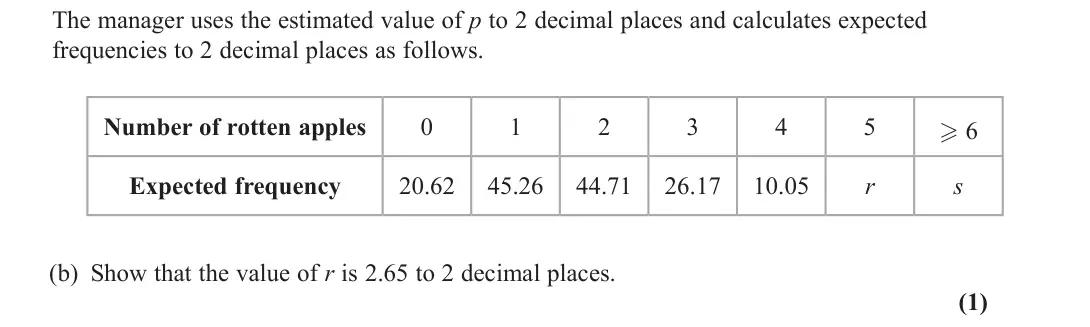 The manager uses the estimated value of p to 2 decimal places and calculates expected
frequencies to 2 decimal places as follows.
Number of rotten apples 0 1 2 3 4 5 ⩾ 6
Expected frequency 20.62 45.26 44.71 26.17 10.05 r s
(b) Show that the value of r is 2.65 to 2 decimal places.
(1)